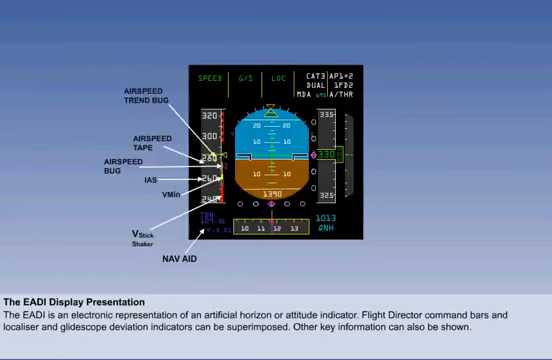 SPEED G/S LOC CAT3 AP1+2
DUAL 1FD2
MDA A/THR
AIRSPEED
TREND BUG
AIRSPEED
TAPE
AIRSPEED
BUG
IAS
VMin
VStick
Shaker
NAV AID
320
300
280
260
240
20 20
10 10
10 10
1390
335
330
325
10 11 12 13
1013
QNH
The EADI Display Presentation
The EADI is an electronic representation of an artificial horizon or attitude indicator. Flight Director command bars and
localiser and glidescope deviation indicators can be superimposed. Other key information can also be shown.